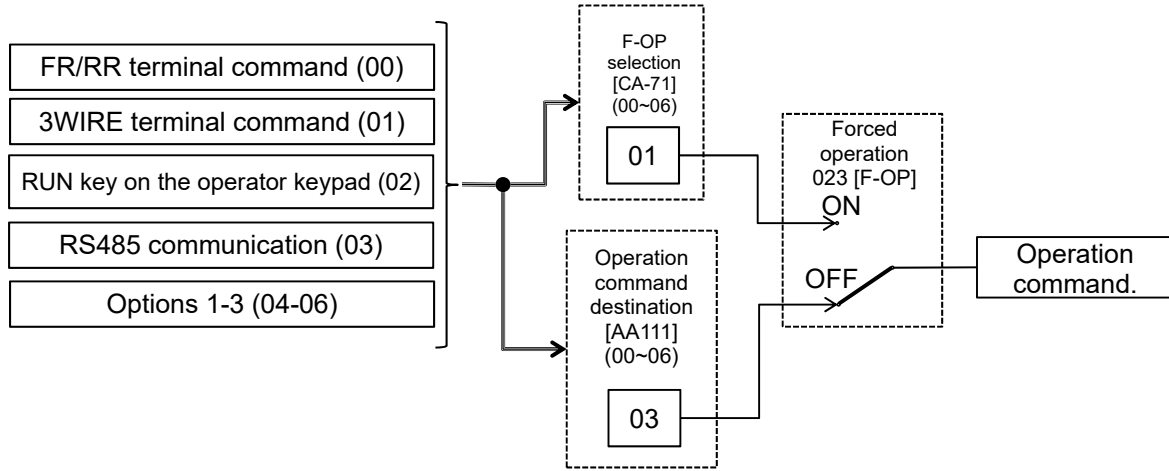 FR/RR terminal command (00)
3WIRE terminal command (01)
RUN key on the operator keypad (02)
RS485 communication (03)
Options 1-3 (04-06)
F-OP
selection
[CA-71]
(00~06)
01
Operation
command
destination
[AA111]
(00~06)
03
Forced
operation
023 [F-OP]
ON
OFF
Operation
command.